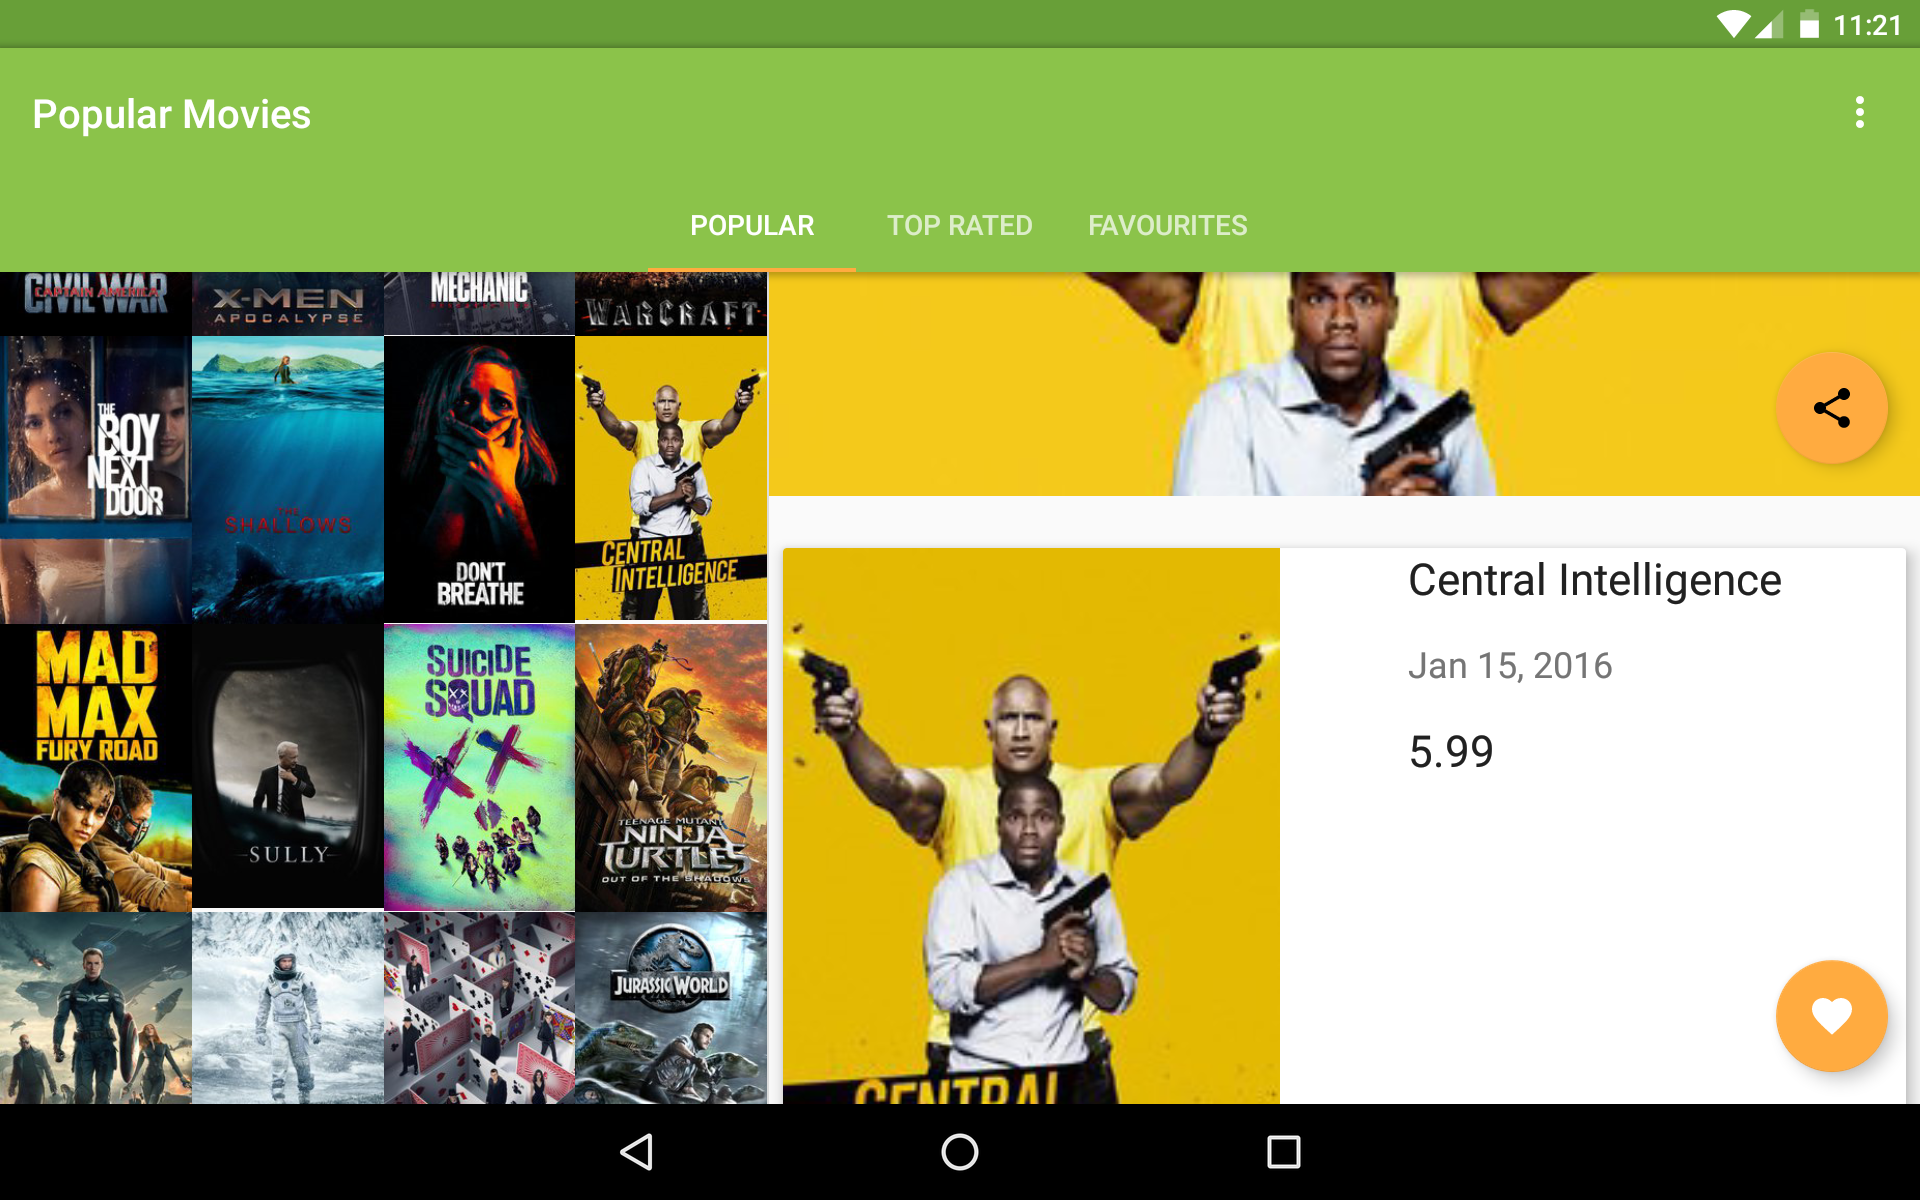 11:21
Popular Movies
POPULAR
TOP RATED
FAVOURITES
CAPTAIN AMERICA
CIVIL WAR
X-MEN
APOCALYPSE
MECHANIC
WARCRAFT
THE
BOY
NEXT
DOOR
THE
SHALLOWS
DON'T
BREATHE
CENTRAL
INTELLIGENCE
MAD
MAX
FURY ROAD
SULLY
SUICIDE
SQUAD
TEENAGE MUTANT
NINJA
TURTLES
OUT OF THE SHADOWS
JURASSIC WORLD
CENTRAL
Central Intelligence
Jan 15, 2016
5.99